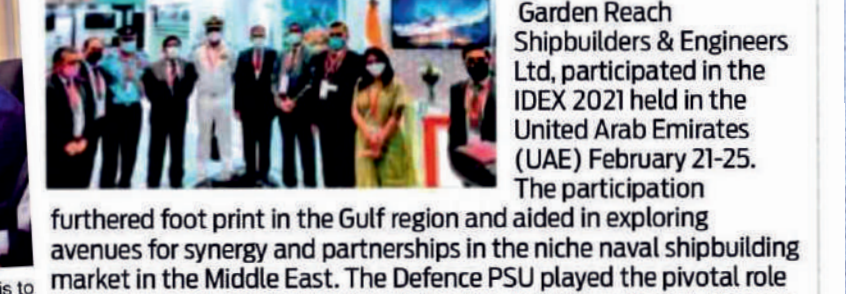 Garden Reach
Shipbuilders & Engineers
Ltd, participated in the
IDEX 2021 held in the
United Arab Emirates
(UAE) February 21-25.
The participation
furthered foot print in the Gulf region and aided in exploring
avenues for synergy and partnerships in the niche naval shipbuilding
market in the Middle East. The Defence PSU played the pivotal role
is to